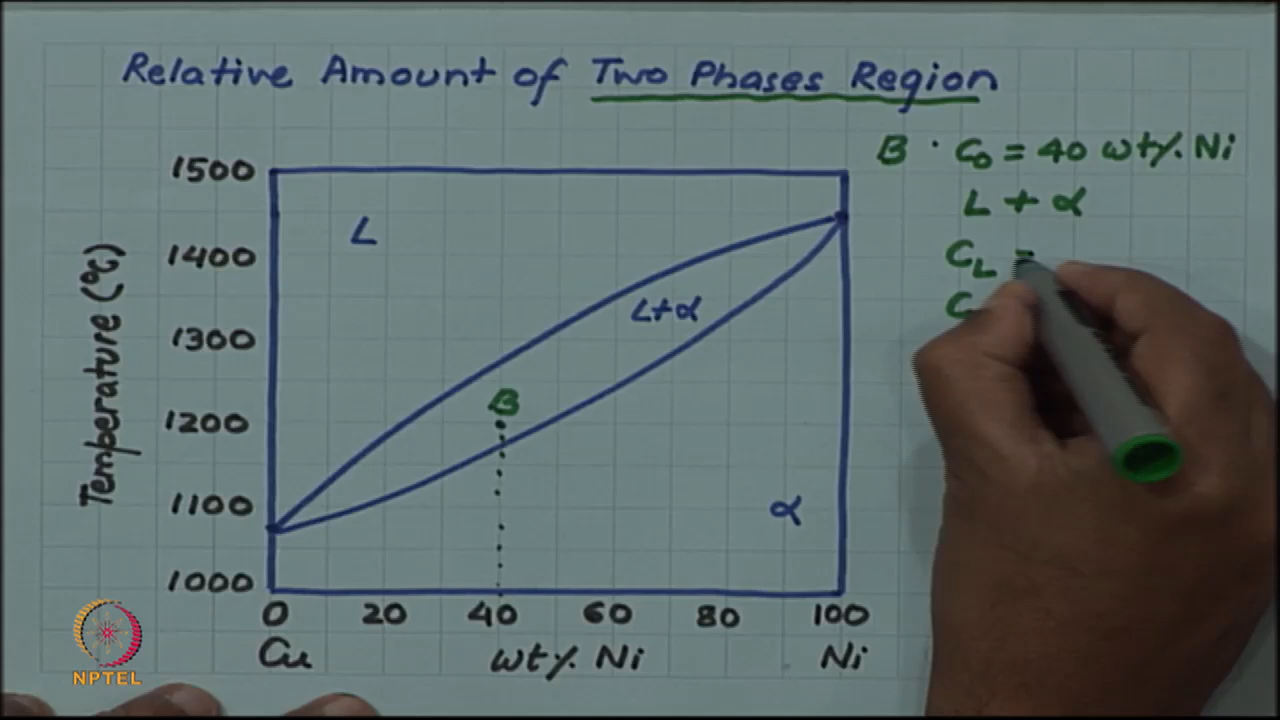 Relative Amount of Two Phases Region
B · C0 = 40 wt%. Ni
L + α
CL =
C
Temperature (°C)
1500
1400
1300
1200
1100
1000
L
L+α
B
α
0 20 40 60 80 100
Cu wt%. Ni Ni
NPTEL